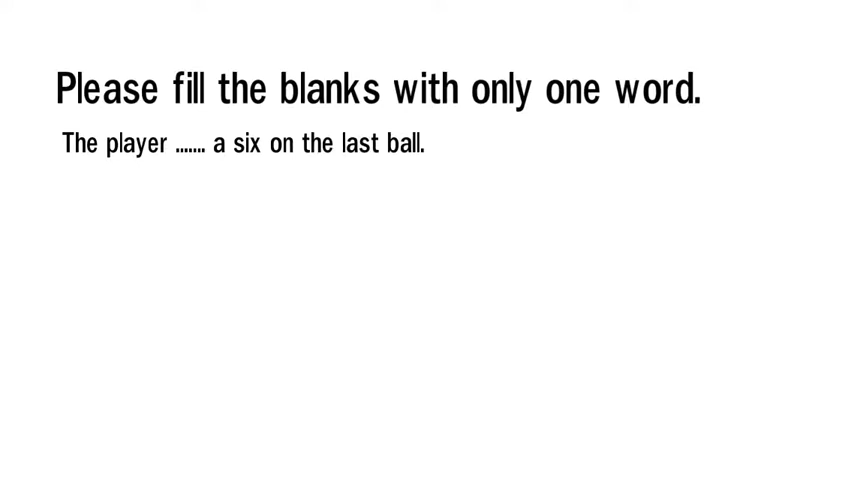 Please fill the blanks with only one word.
The player ....... a six on the last ball.